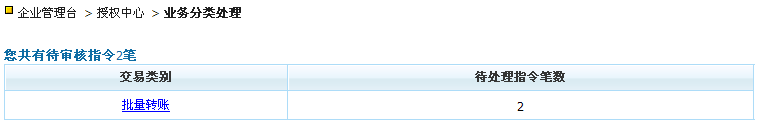 企业管理台 > 授权中心 > 业务分类处理
您共有待审核指令2笔
交易类别 待处理指令笔数
批量转账 2